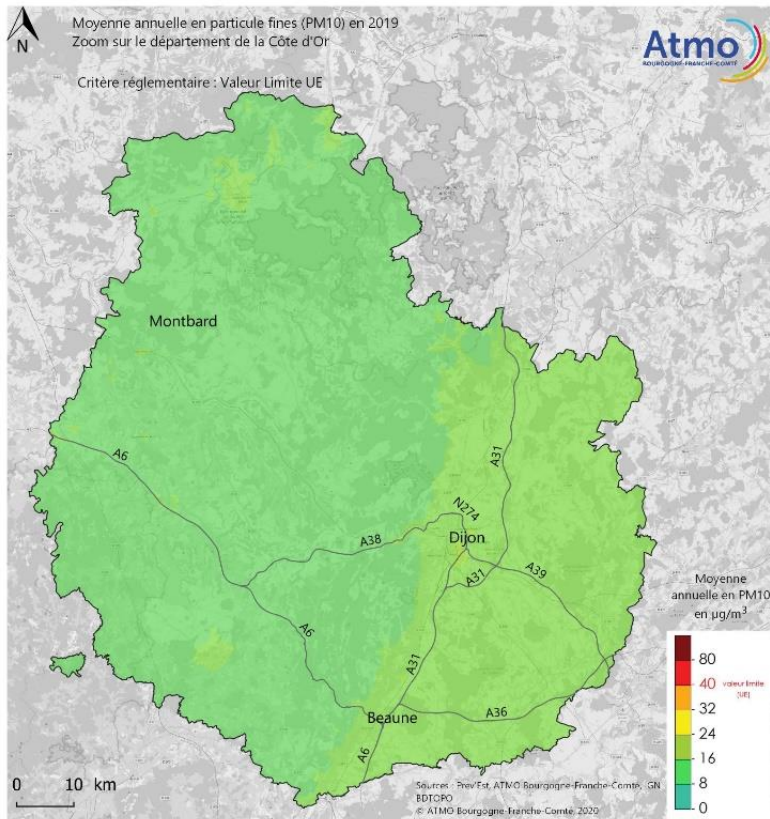 Moyenne annuelle en particule fines (PM10) en 2019
Zoom sur le département de la Côte d'Or
N
Atmo
BOURGOGNE-FRANCHE-COMTÉ
Critère réglementaire : Valeur Limite UE
Montbard
A6
A31
N274
A38
Dijon
A31
A39
A6
A31
Beaune
A36
A6
Moyenne
annuelle en PM10
en µg/m³
80
40 valeur limite
(UE)
32
24
16
8
0
0 10 km
Sources : Prev'Est, ATMO Bourgogne-Franche-Comté, IGN
BDTOPO
© ATMO Bourgogne-Franche-Comté, 2020